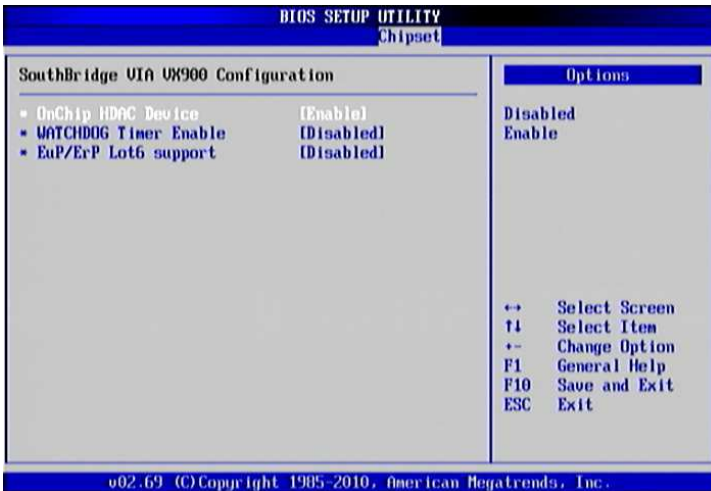 BIOS SETUP UTILITY
Chipset
SouthBridge VIA VX900 Configuration
* OnChip HDAC Device [Enable]
* WATCHDOG Timer Enable [Disabled]
* EuP/ErP Lot6 support [Disabled]
Options
Disabled
Enable
↔ Select Screen
↑↓ Select Item
+- Change Option
F1 General Help
F10 Save and Exit
ESC Exit
v02.69 (C)Copyright 1985-2010, American Megatrends, Inc.